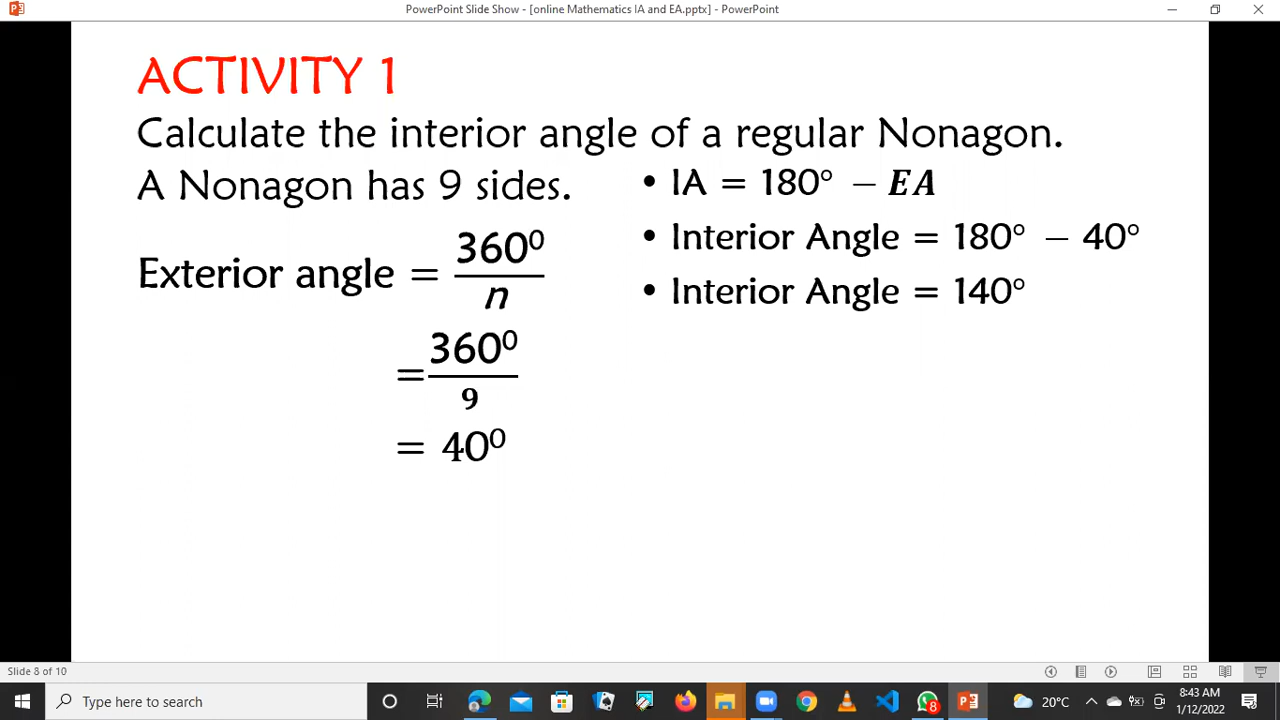 PowerPoint Slide Show - [online Mathematics IA and EA.pptx] - PowerPoint
ACTIVITY 1
Calculate the interior angle of a regular Nonagon.
A Nonagon has 9 sides.
Exterior angle = 360⁰/n
=360⁰/9
= 40⁰
• IA = 180° − EA
• Interior Angle = 180° − 40°
• Interior Angle = 140°
Slide 8 of 10
Type here to search
8
20°C
8:43 AM
1/12/2022